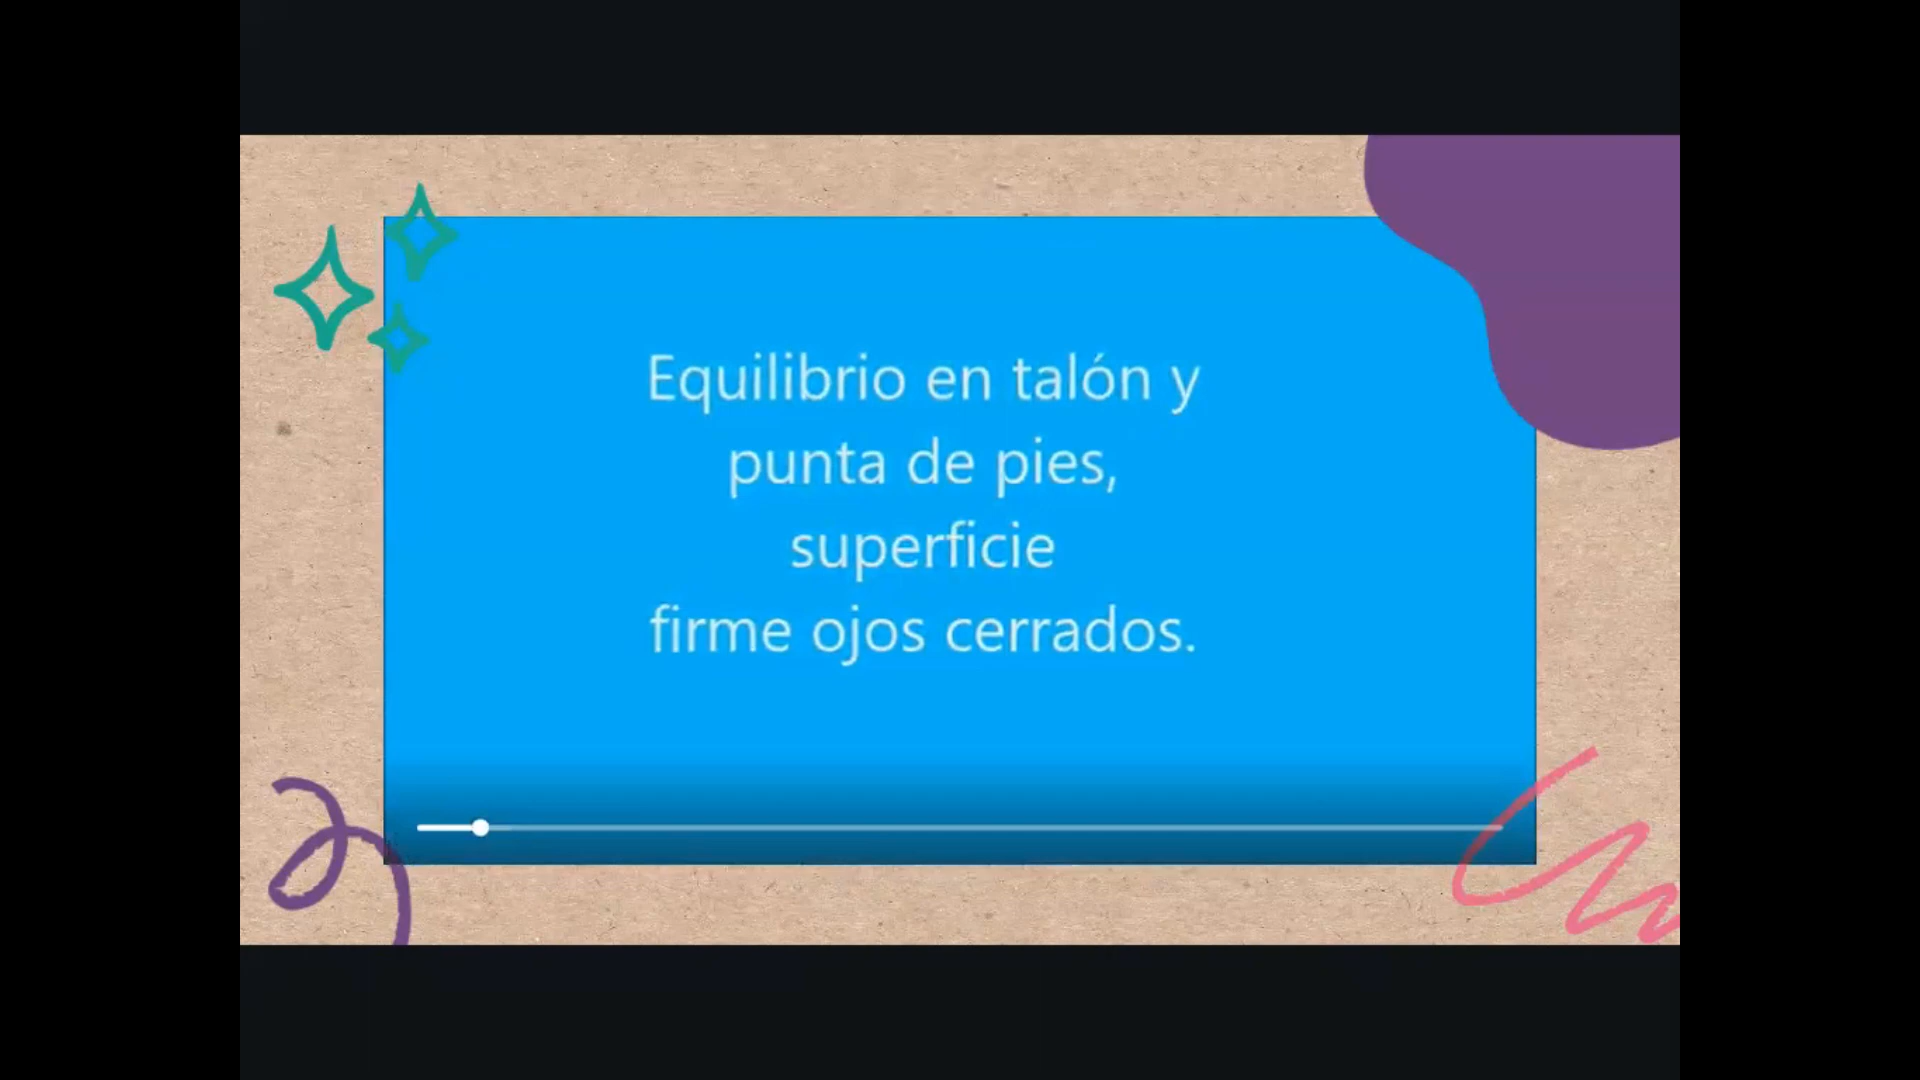 Equilibrio en talón y
punta de pies,
superficie
firme ojos cerrados.